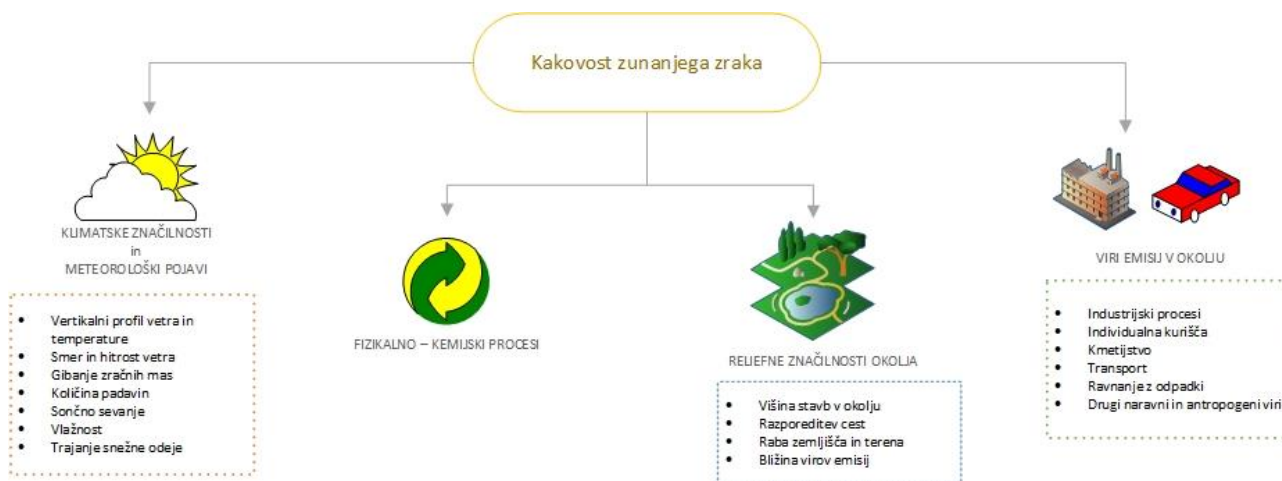 Kakovost zunanjega zraka
KLIMATSKE ZNAČILNOSTI
in
METEOROLOŠKI POJAVI
• Vertikalni profil vetra in
temperature
• Smer in hitrost vetra
• Gibanje zračnih mas
• Količina padavin
• Sončno sevanje
• Vlažnost
• Trajanje snežne odeje
FIZIKALNO – KEMIJSKI PROCESI
RELIEFNE ZNAČILNOSTI OKOLJA
• Višina stavb v okolju
• Razporeditev cest
• Raba zemljišča in terena
• Bližina virov emisij
VIRI EMISIJ V OKOLJU
• Industrijski procesi
• Individualna kurišča
• Kmetijstvo
• Transport
• Ravnanje z odpadki
• Drugi naravni in antropogeni viri